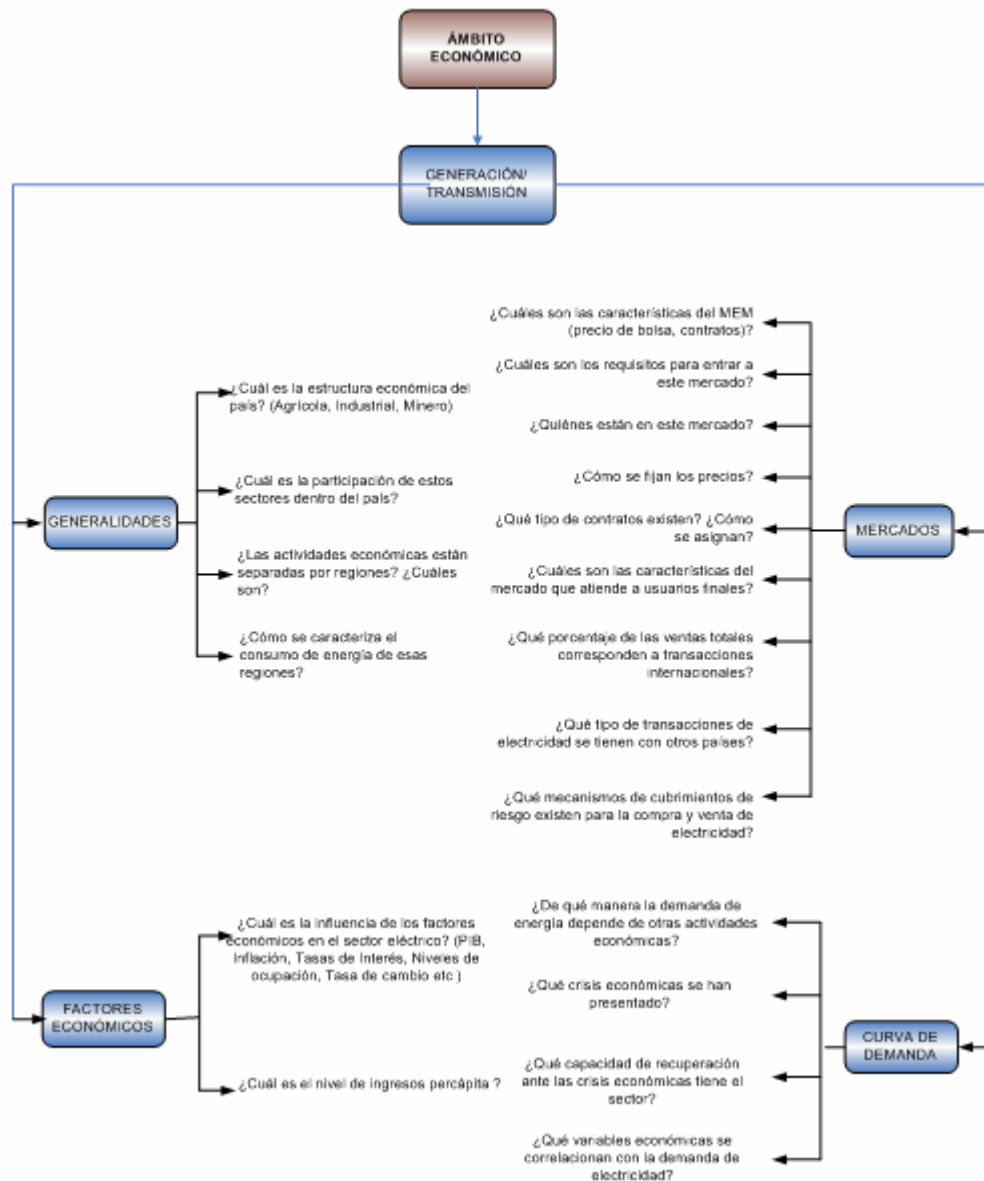 ÁMBITO
ECONÓMICO
GENERACIÓN/
TRANSMISIÓN
GENERALIDADES
¿Cuál es la estructura económica del
país? (Agrícola, Industrial, Minero)
¿Cuál es la participación de estos
sectores dentro del país?
¿Las actividades económicas están
separadas por regiones? ¿Cuáles
son?
¿Cómo se caracteriza el
consumo de energía de esas
regiones?
¿Cuáles son las características del MEM
(precio de bolsa, contratos)?
¿Cuáles son los requisitos para entrar a
este mercado?
¿Quiénes están en este mercado?
¿Cómo se fijan los precios?
¿Qué tipo de contratos existen? ¿Cómo
se asignan?
¿Cuáles son las características del
mercado que atiende a usuarios finales?
¿Qué porcentaje de las ventas totales
corresponden a transacciones
internacionales?
¿Qué tipo de transacciones de
electricidad se tienen con otros países?
¿Qué mecanismos de cubrimientos de
riesgo existen para la compra y venta de
electricidad?
MERCADOS
FACTORES
ECONÓMICOS
¿Cuál es la influencia de los factores
económicos en el sector eléctrico? (PIB,
Inflación, Tasas de Interés, Niveles de
ocupación, Tasa de cambio etc )
¿Cuál es el nivel de ingresos percápita ?
¿De qué manera la demanda de
energía depende de otras actividades
económicas?
¿Qué crisis económicas se han
presentado?
¿Qué capacidad de recuperación
ante las crisis económicas tiene el
sector?
¿Qué variables económicas se
correlacionan con la demanda de
electricidad?
CURVA DE
DEMANDA